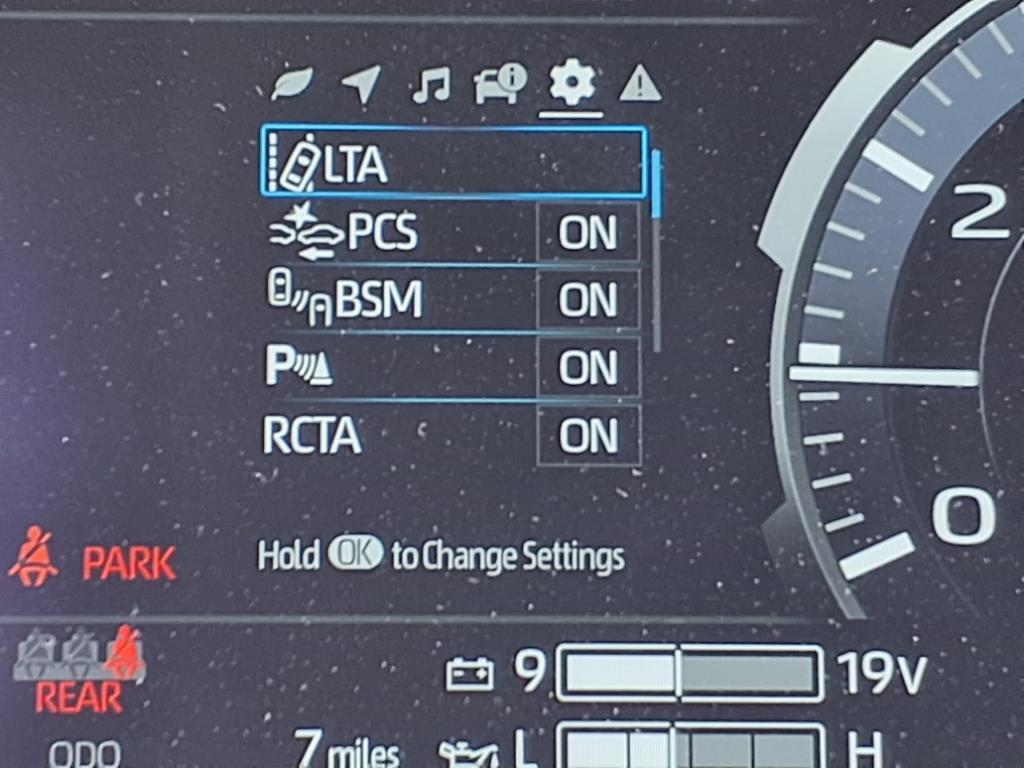 LTA
2
PCS ON
BSM ON
P ON
RCTA ON
0
PARK
Hold OK to Change Settings
REAR
9 19V
ODO 7 miles L H